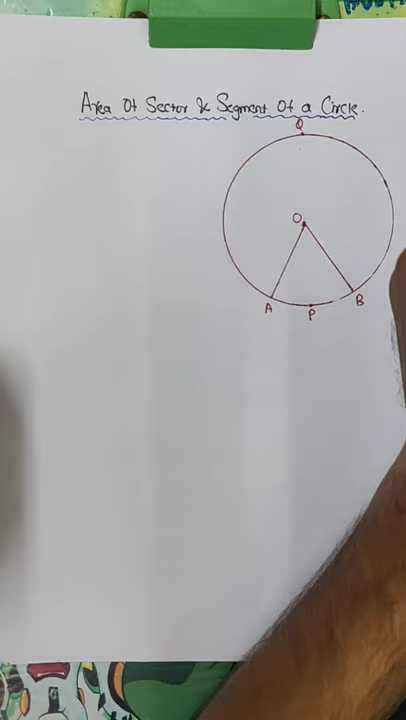 Area Of Sector & Segment Of a Circle.
Q
O
A
P
B